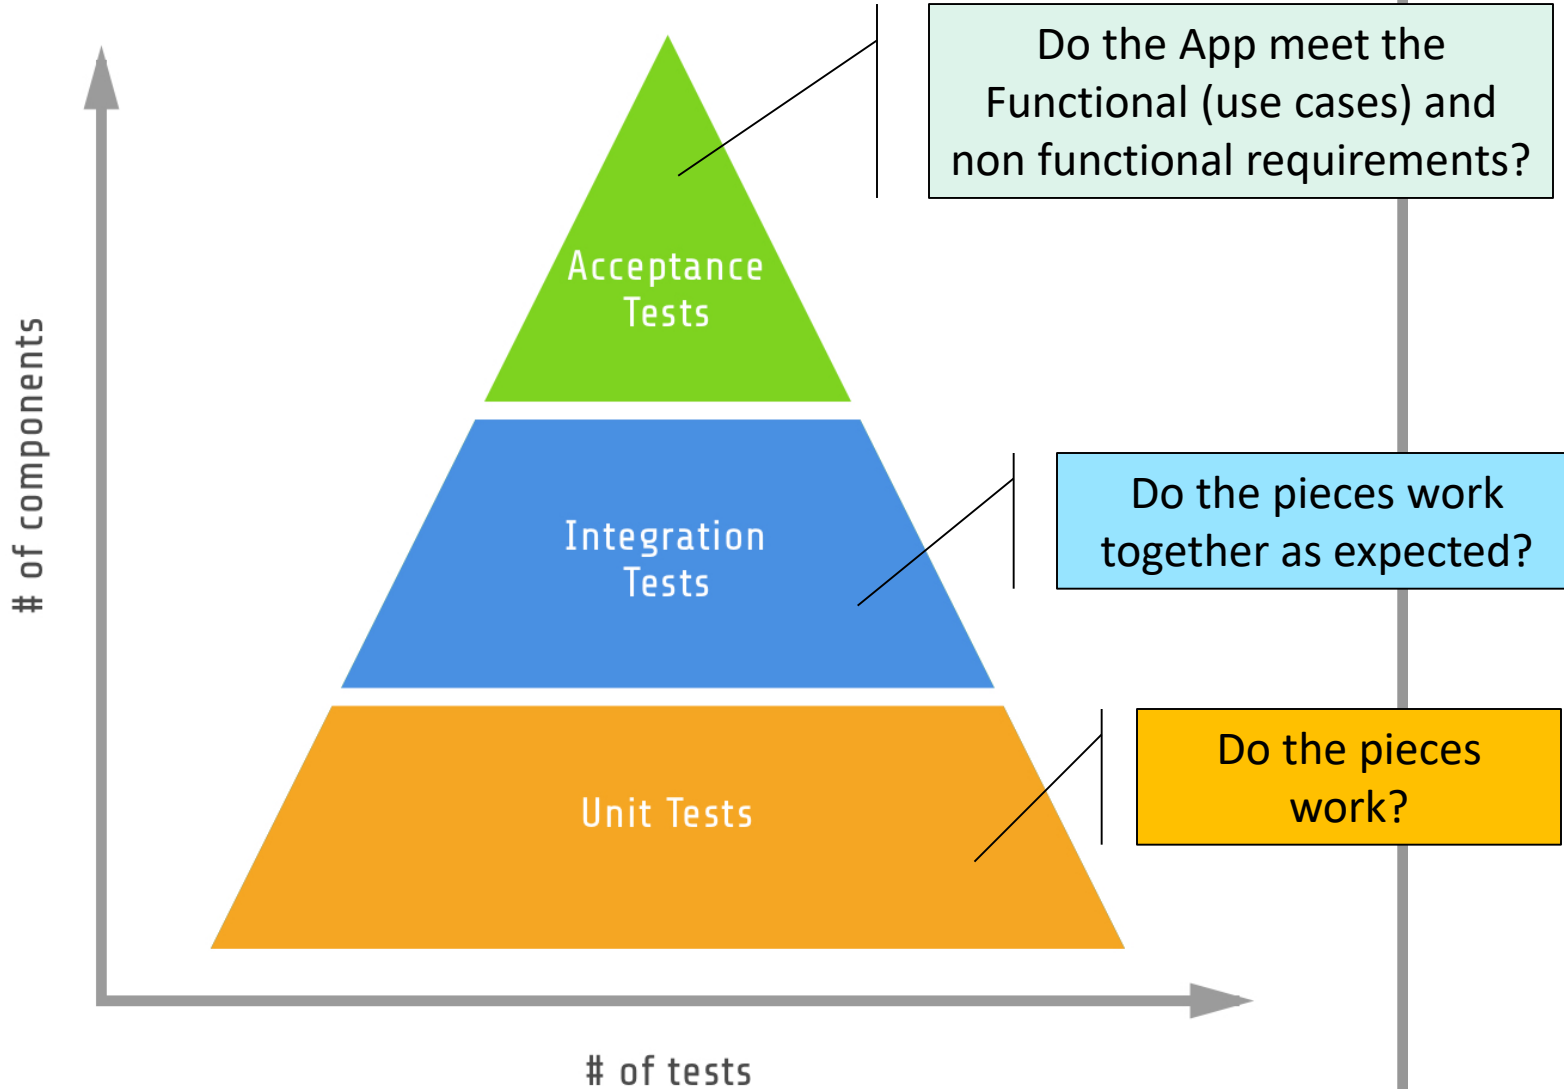 Do the App meet the
Functional (use cases) and
non functional requirements?
Acceptance
Tests
# of components
Do the pieces work
together as expected?
Integration
Tests
Do the pieces
work?
Unit Tests
# of tests